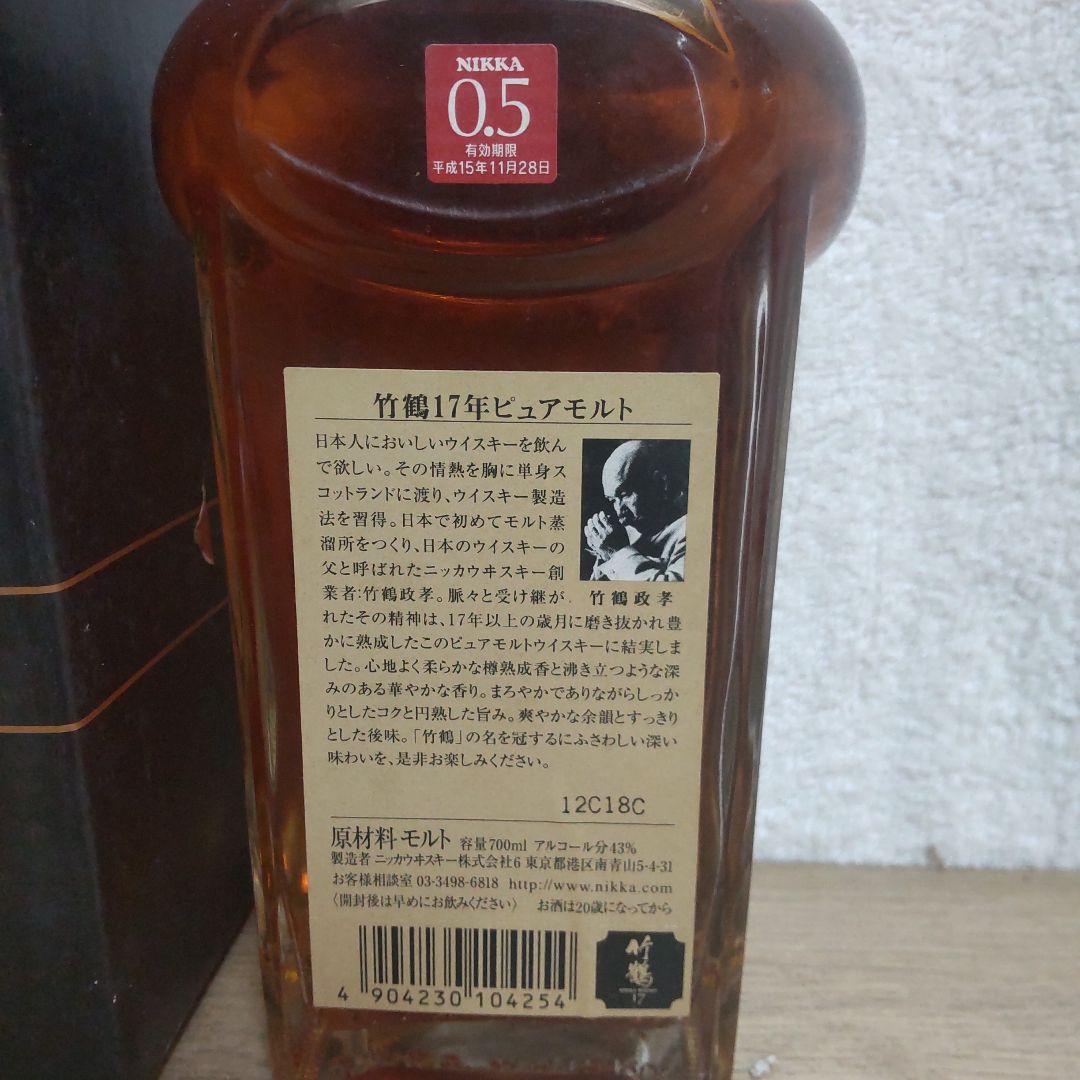 NIKKA
0.5
有効期限
平成15年11月28日
竹鶴17年ピュアモルト
日本人においしいウイスキーを飲ん
で欲しい。その情熱を胸に単身ス
コットランドに渡り、ウイスキー製造
法を習得。日本で初めてモルト蒸
溜所をつくり、日本のウイスキーの
父と呼ばれたニッカウヰスキー創
業者:竹鶴政孝。脈々と受け継が
竹鶴政孝
れたその精神は、17年以上の歳月に磨き抜かれ豊
かに熟成したこのピュアモルトウイスキーに結実しま
した。心地よく柔らかな樽熟成香と沸き立つような深
みのある華やかな香り。まろやかでありながらしっか
りとしたコクと円熟した旨み。爽やかな余韻とすっきり
とした後味。「竹鶴」の名を冠するにふさわしい深い
味わいを、是非お楽しみください。
12C18C
原材料 モルト 容量700ml アルコール分43%
製造者 ニッカウヰスキー株式会社6 東京都港区南青山5-4-31
お客様相談室 03-3498-6818 http://www.nikka.com
〈開封後は早めにお飲みください〉 お酒は20歳になってから
4 904230 104254
竹鶴
17